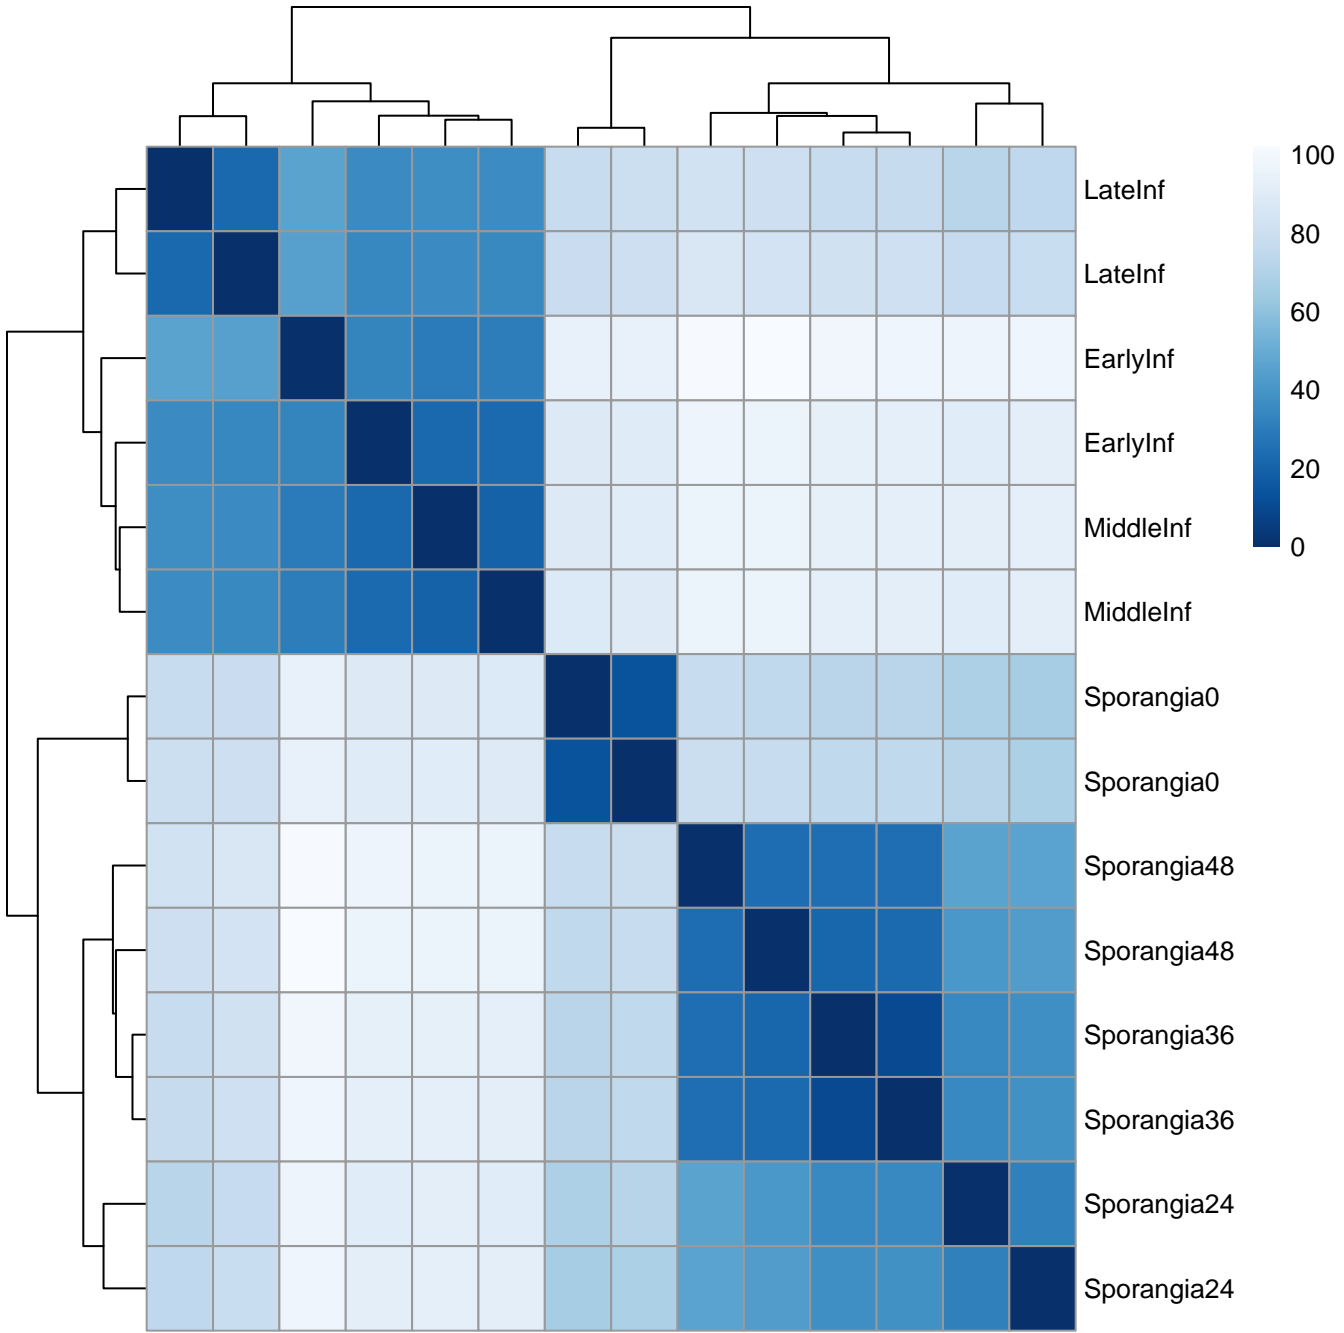 100
80
60
40
20
0
LateInf
LateInf
EarlyInf
EarlyInf
MiddleInf
MiddleInf
Sporangia0
Sporangia0
Sporangia48
Sporangia48
Sporangia36
Sporangia36
Sporangia24
Sporangia24